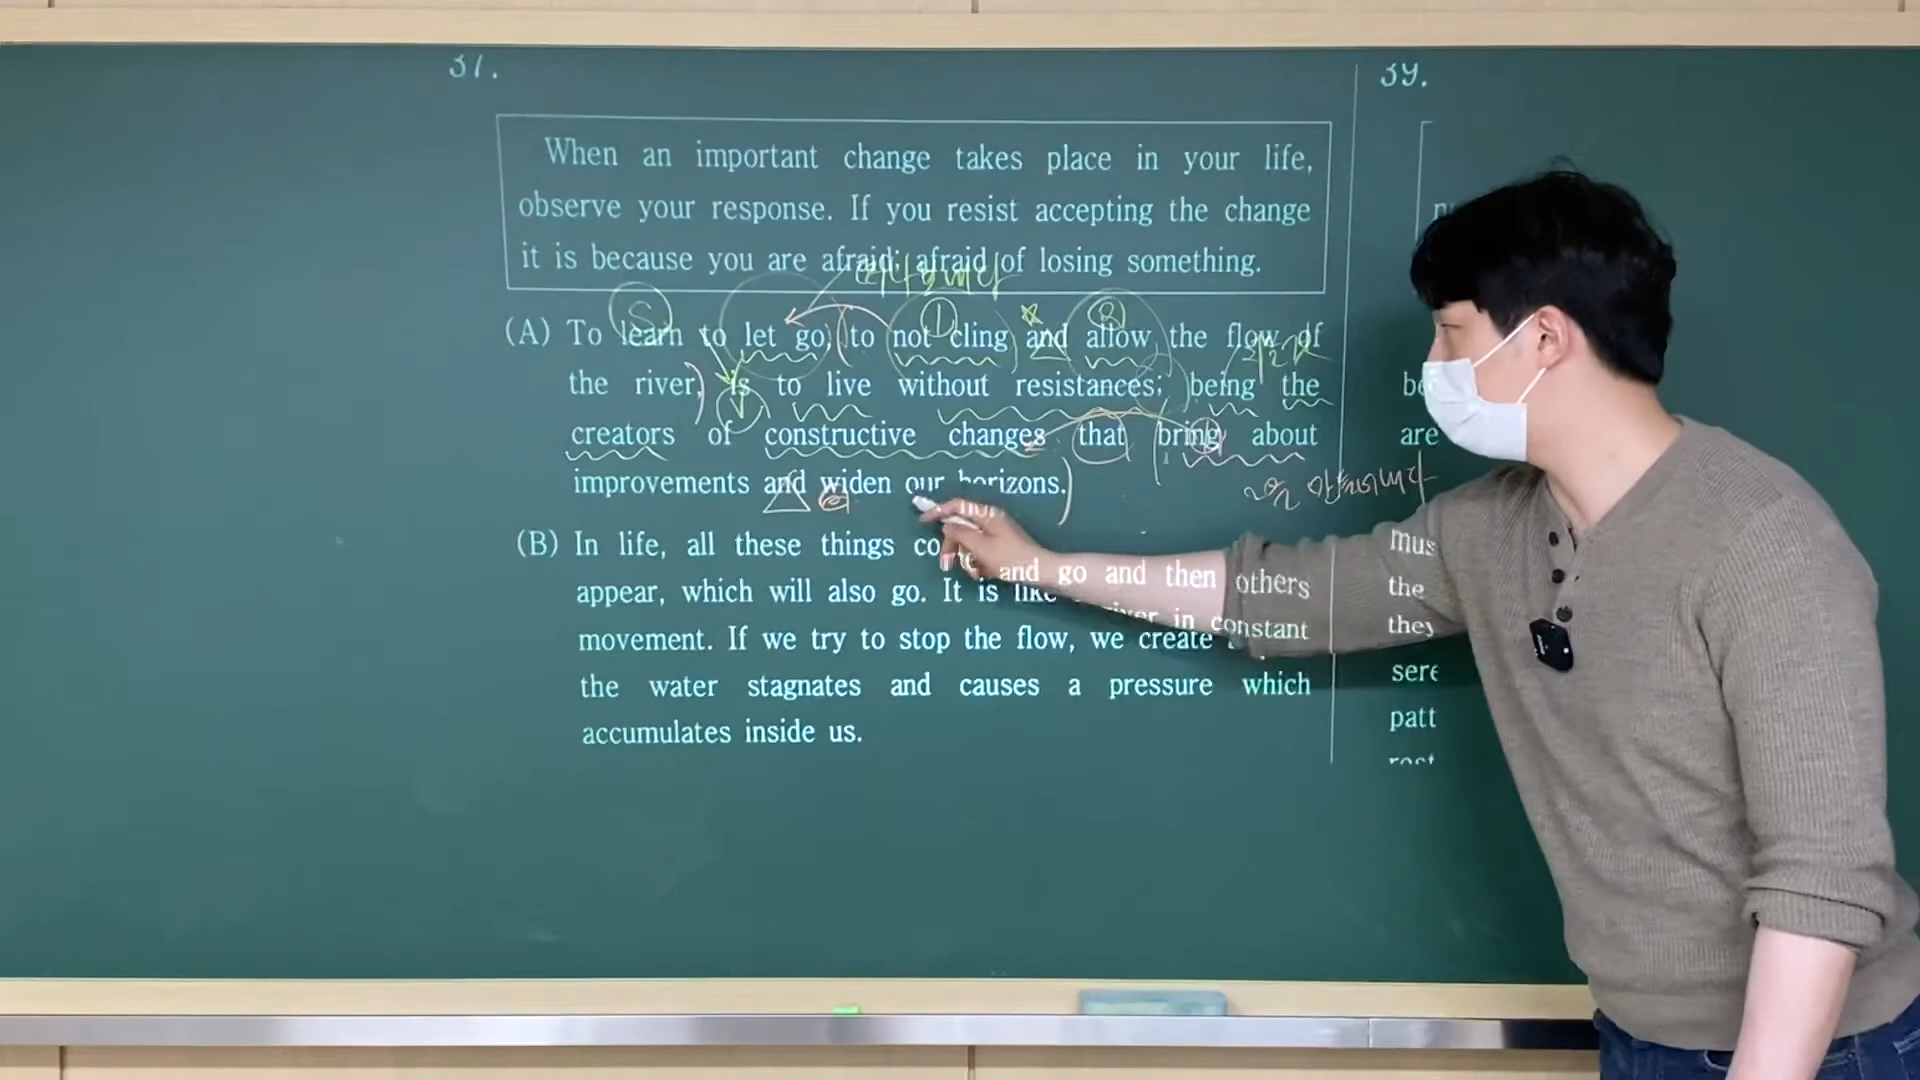 37.
When an important change takes place in your life,
observe your response. If you resist accepting the change
it is because you are afraid; afraid of losing something.
(A) To learn to let go, to not cling and allow the flow of
the river, is to live without resistances; being the
creators of constructive changes that bring about
improvements and widen our horizons.
(B) In life, all these things come and go and then others
appear, which will also go. It is like river in constant
movement. If we try to stop the flow, we create
the water stagnates and causes a pressure which
accumulates inside us.
39.
be
are
mus
the
they
sere
patt
S
①
②